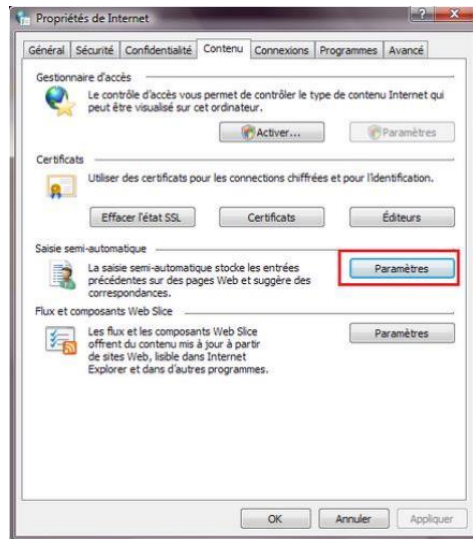 Propriétés de Internet
Général Sécurité Confidentialité Contenu Connexions Programmes Avancé
Gestionnaire d'accès
Le contrôle d'accès vous permet de contrôler le type de contenu Internet qui
peut être visualisé sur cet ordinateur.
Activer... Paramètres
Certificats
Utiliser des certificats pour les connections chiffrées et pour l'identification.
Effacer l'état SSL Certificats Éditeurs
Saisie semi-automatique
La saisie semi-automatique stocke les entrées
précédentes sur des pages Web et suggère des
correspondances.
Paramètres
Flux et composants Web Slice
Les flux et les composants Web Slice
offrent du contenu mis à jour à partir
de sites Web, lisible dans Internet
Explorer et dans d'autres programmes.
Paramètres
OK Annuler Appliquer